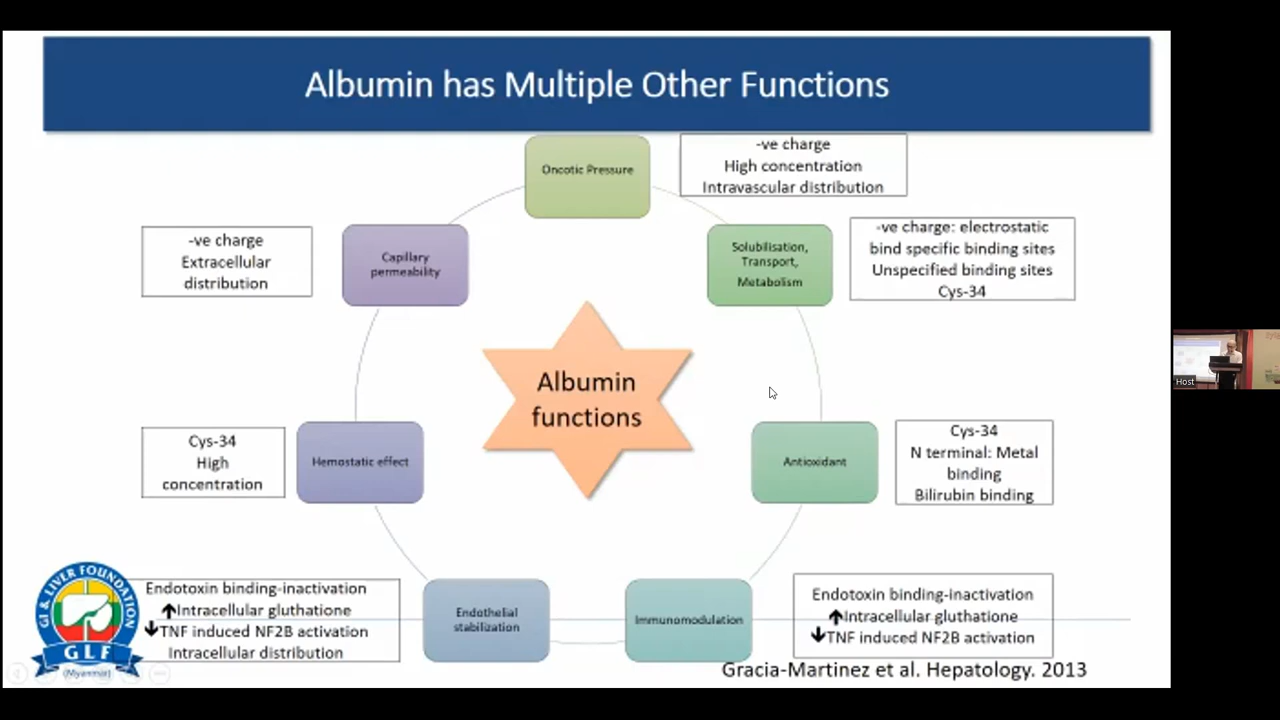 Albumin has Multiple Other Functions
Oncotic Pressure
-ve charge
High concentration
Intravascular distribution
Solubilisation,
Transport,
Metabolism
-ve charge: electrostatic
bind specific binding sites
Unspecified binding sites
Cys-34
Antioxidant
Cys-34
N terminal: Metal
binding
Bilirubin binding
Immunomodulation
Endotoxin binding-inactivation
↑Intracellular gluthatione
↓TNF induced NF2B activation
Endothelial
stabilization
Endotoxin binding-inactivation
↑Intracellular gluthatione
↓TNF induced NF2B activation
Intracellular distribution
Hemostatic effect
Cys-34
High
concentration
Capillary
permeability
-ve charge
Extracellular
distribution
Albumin
functions
GI & LIVER FOUNDATION
GLF
(Myanmar)
Gracia-Martinez et al. Hepatology. 2013
Host